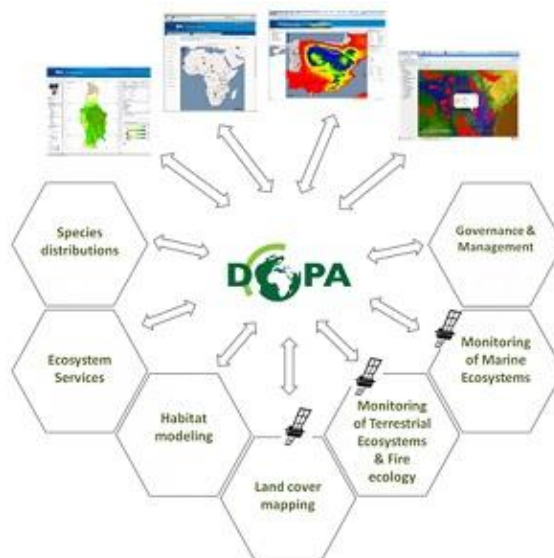 DOPA
Species
distributions
Governance &
Management
Ecosystem
Services
Monitoring
of Marine
Ecosystems
Habitat
modeling
Monitoring
of Terrestrial
Ecosystems
& Fire
ecology
Land cover
mapping